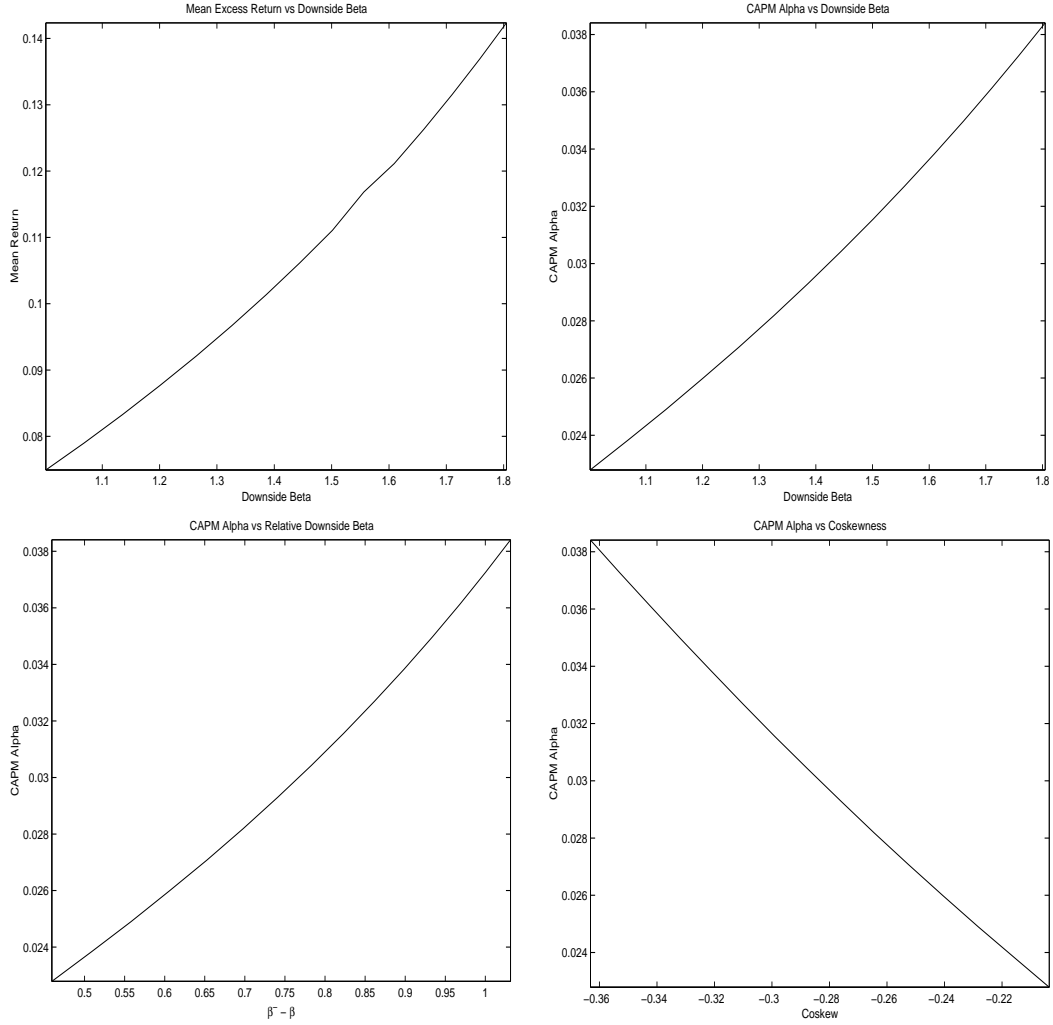 Mean Excess Return vs Downside Beta
0.14
0.13
0.12
0.11
0.1
0.09
0.08
Mean Return
1.1 1.2 1.3 1.4 1.5 1.6 1.7 1.8
Downside Beta
CAPM Alpha vs Downside Beta
0.038
0.036
0.034
0.032
0.03
0.028
0.026
0.024
CAPM Alpha
1.1 1.2 1.3 1.4 1.5 1.6 1.7 1.8
Downside Beta
CAPM Alpha vs Relative Downside Beta
0.038
0.036
0.034
0.032
0.03
0.028
0.026
0.024
CAPM Alpha
0.5 0.55 0.6 0.65 0.7 0.75 0.8 0.85 0.9 0.95 1
β⁻ – β
CAPM Alpha vs Coskewness
0.038
0.036
0.034
0.032
0.03
0.028
0.026
0.024
CAPM Alpha
−0.36 −0.34 −0.32 −0.3 −0.28 −0.26 −0.24 −0.22
Coskew